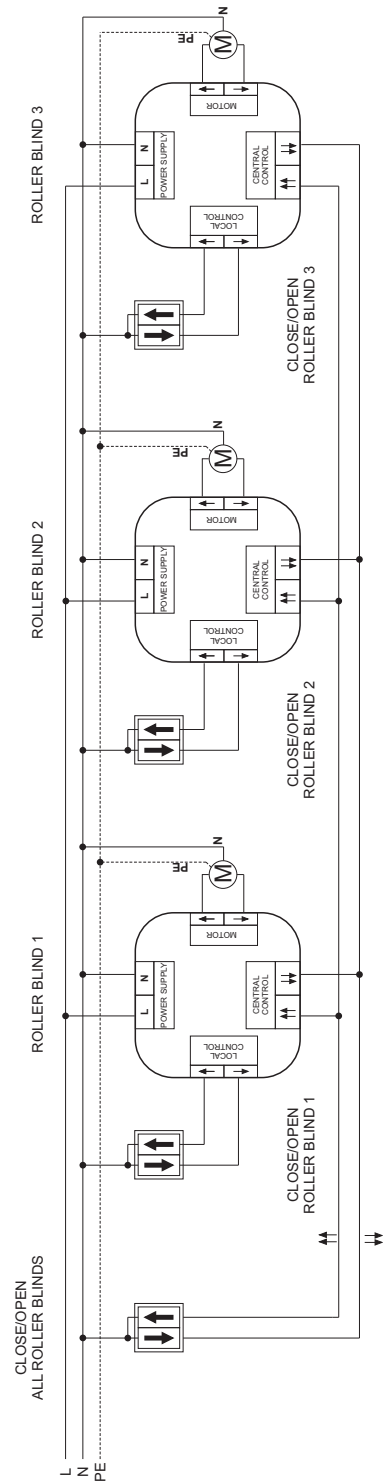 CLOSE/OPEN
ALL ROLLER BLINDS
L
N
PE
ROLLER BLIND 1
L
N
POWER SUPPLY
LOCAL
CONTROL
MOTOR
CENTRAL
CONTROL
M
PE
N
CLOSE/OPEN
ROLLER BLIND 1
ROLLER BLIND 2
L
N
POWER SUPPLY
LOCAL
CONTROL
MOTOR
CENTRAL
CONTROL
M
PE
N
CLOSE/OPEN
ROLLER BLIND 2
ROLLER BLIND 3
L
N
POWER SUPPLY
LOCAL
CONTROL
MOTOR
CENTRAL
CONTROL
M
PE
N
CLOSE/OPEN
ROLLER BLIND 3